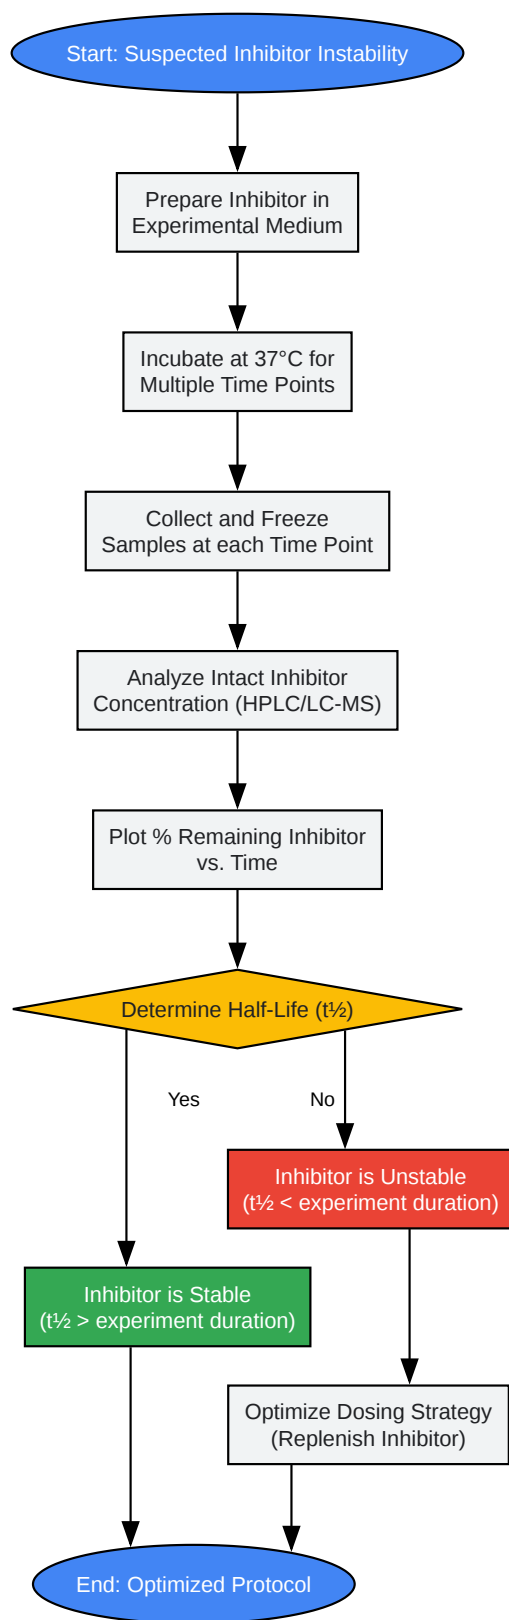 Start: Suspected Inhibitor Instability
Prepare Inhibitor in
Experimental Medium
Incubate at 37°C for
Multiple Time Points
Collect and Freeze
Samples at each Time Point
Analyze Intact Inhibitor
Concentration (HPLC/LC-MS)
Plot % Remaining Inhibitor
vs. Time
Determine Half-Life (t½)
Yes
No
Inhibitor is Unstable
(t½ < experiment duration)
Inhibitor is Stable
(t½ > experiment duration)
Optimize Dosing Strategy
(Replenish Inhibitor)
End: Optimized Protocol